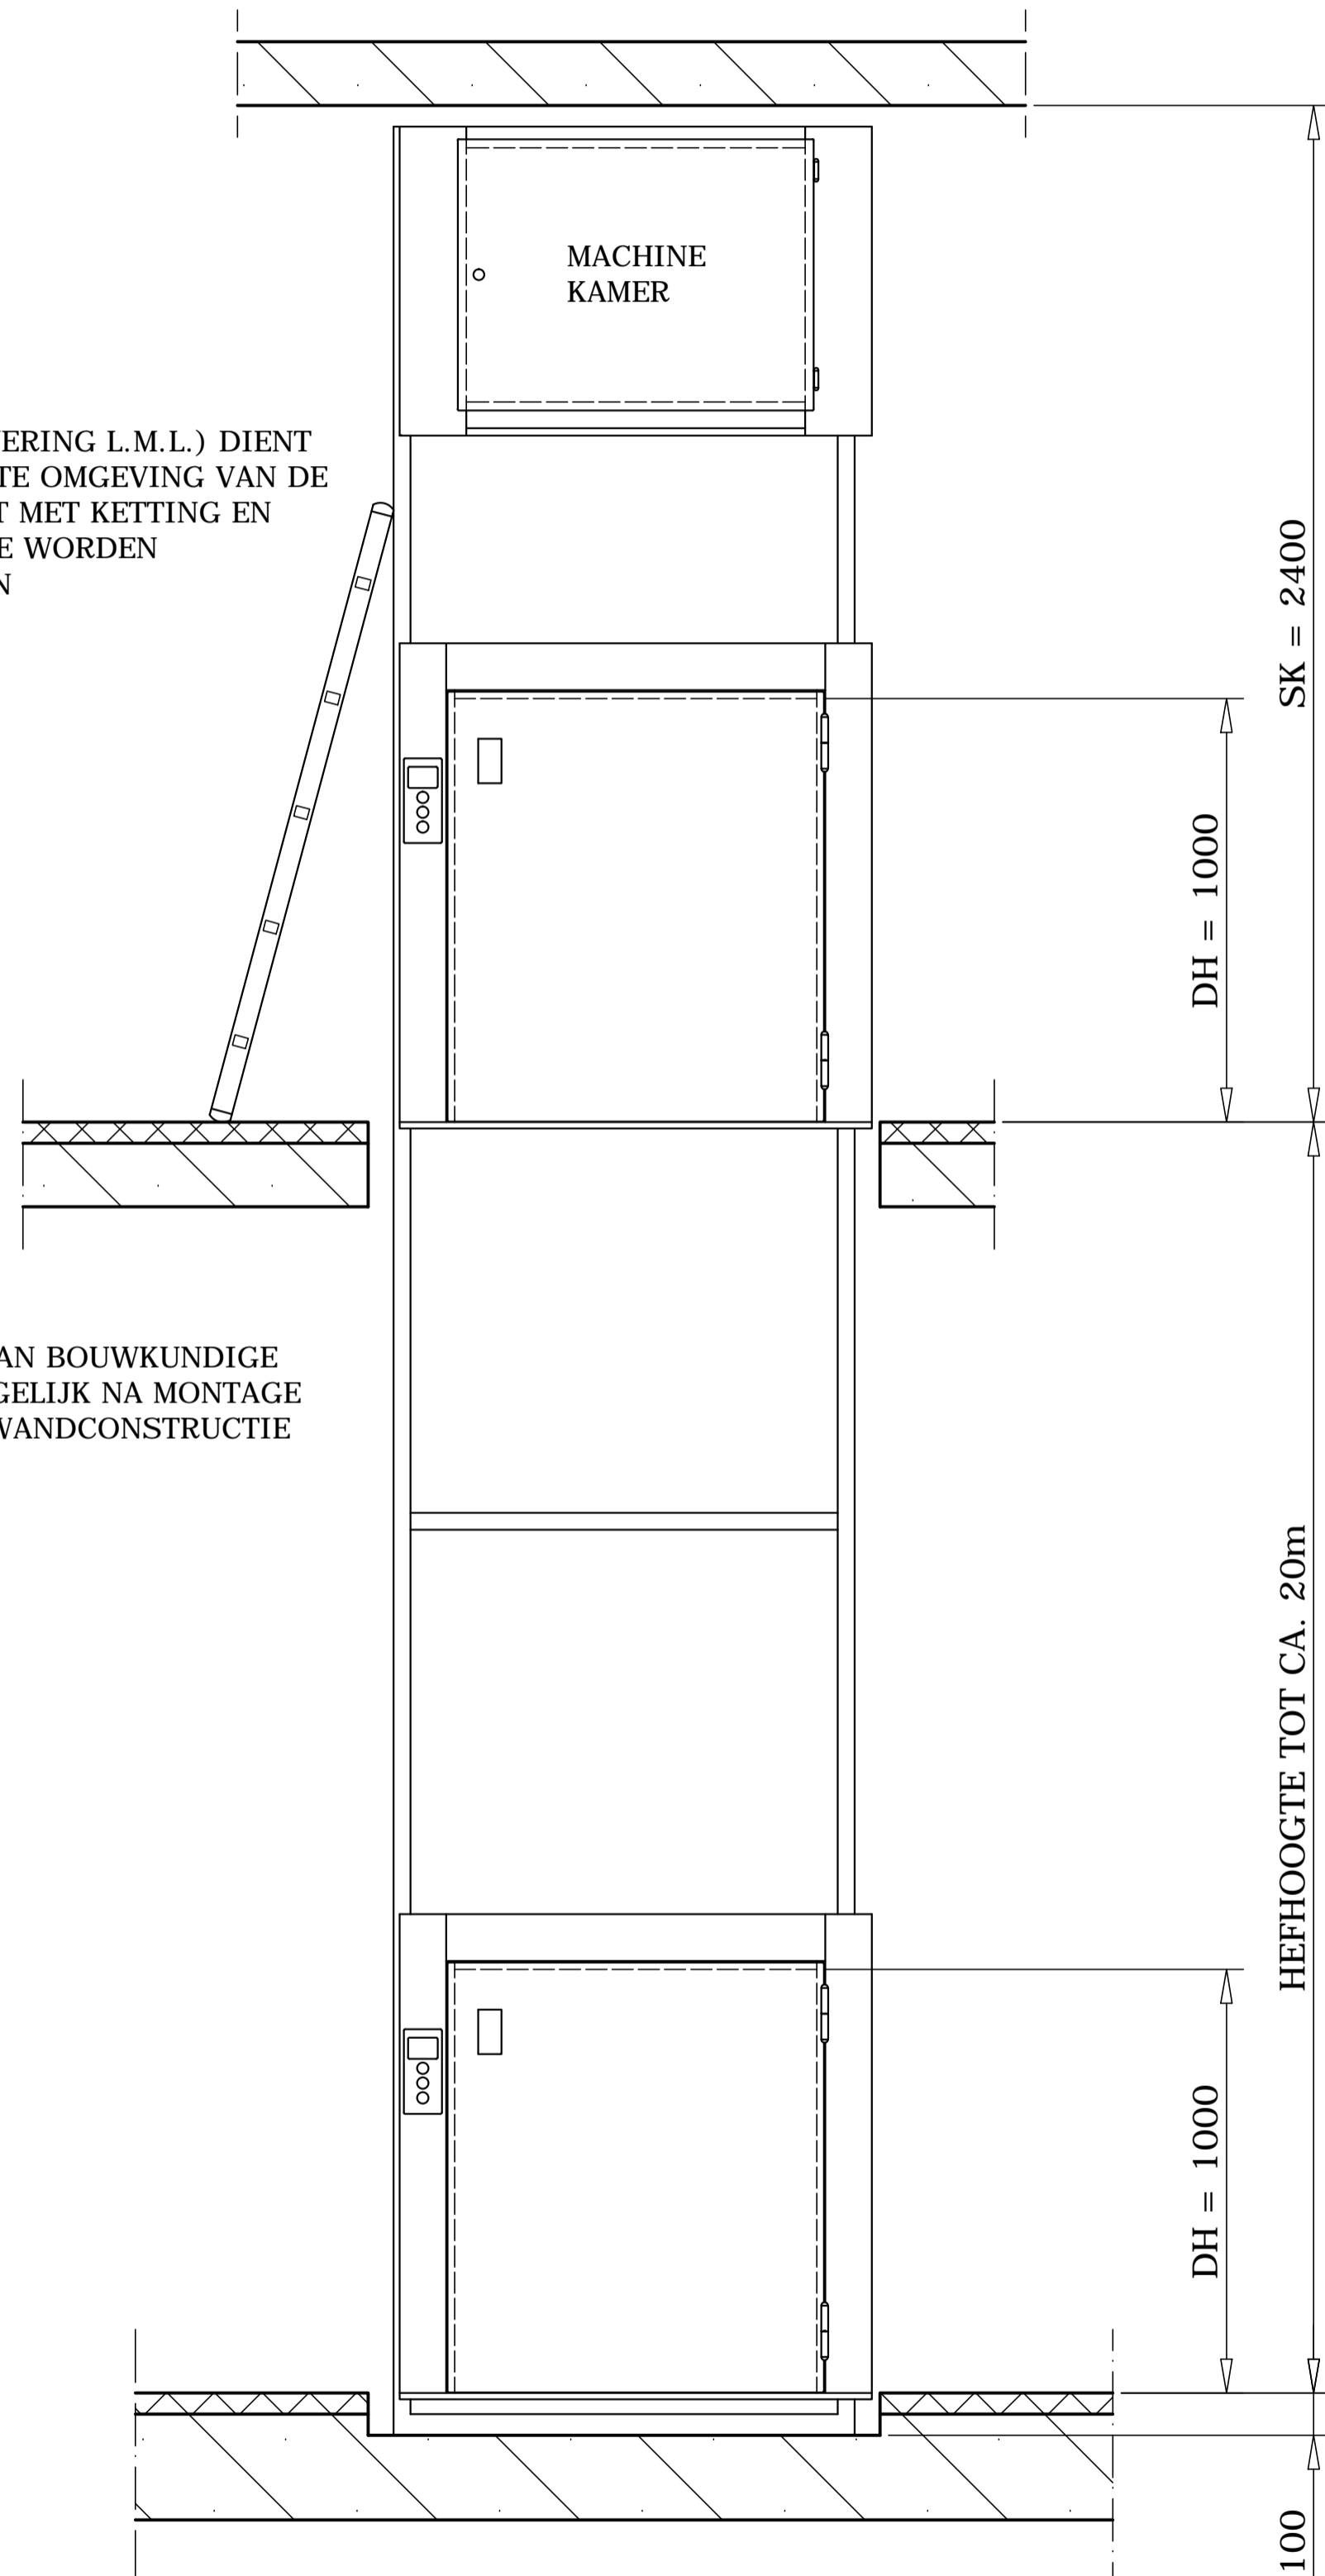 MACHINE
KAMER
ERING L.M.L.) DIENT
TE OMGEVING VAN DE
T MET KETTING EN
E WORDEN
N
SK = 2400
DH = 1000
AN BOUWKUNDIGE
GELIJK NA MONTAGE
WANDCONSTRUCTIE
HEFHOOGTE TOT CA. 20m
DH = 1000
100